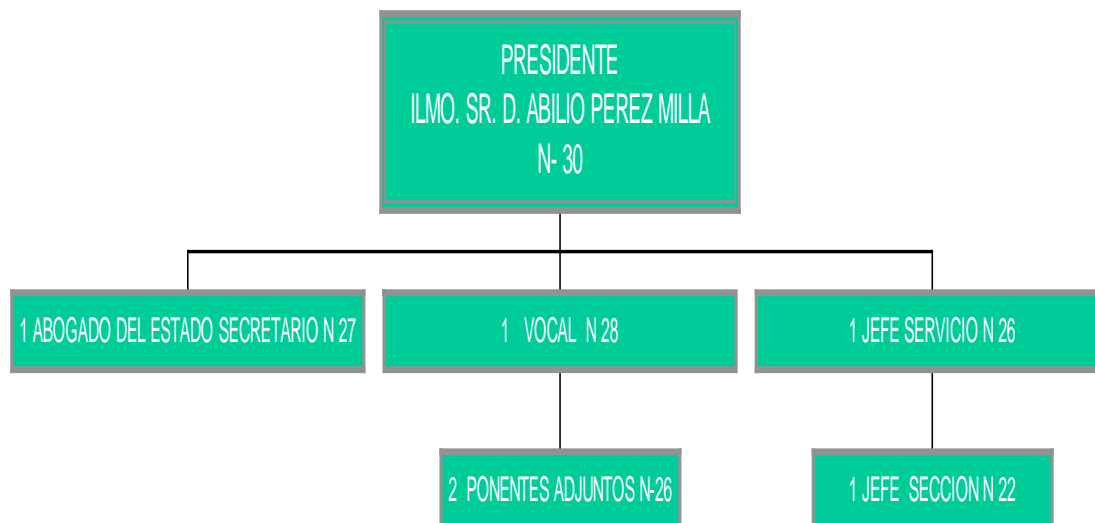 PRESIDENTE
ILMO. SR. D. ABILIO PEREZ MILLA
N- 30
1 ABOGADO DEL ESTADO SECRETARIO N 27
1 VOCAL N 28
1 JEFE SERVICIO N 26
2 PONENTES ADJUNTOS N-26
1 JEFE SECCION N 22